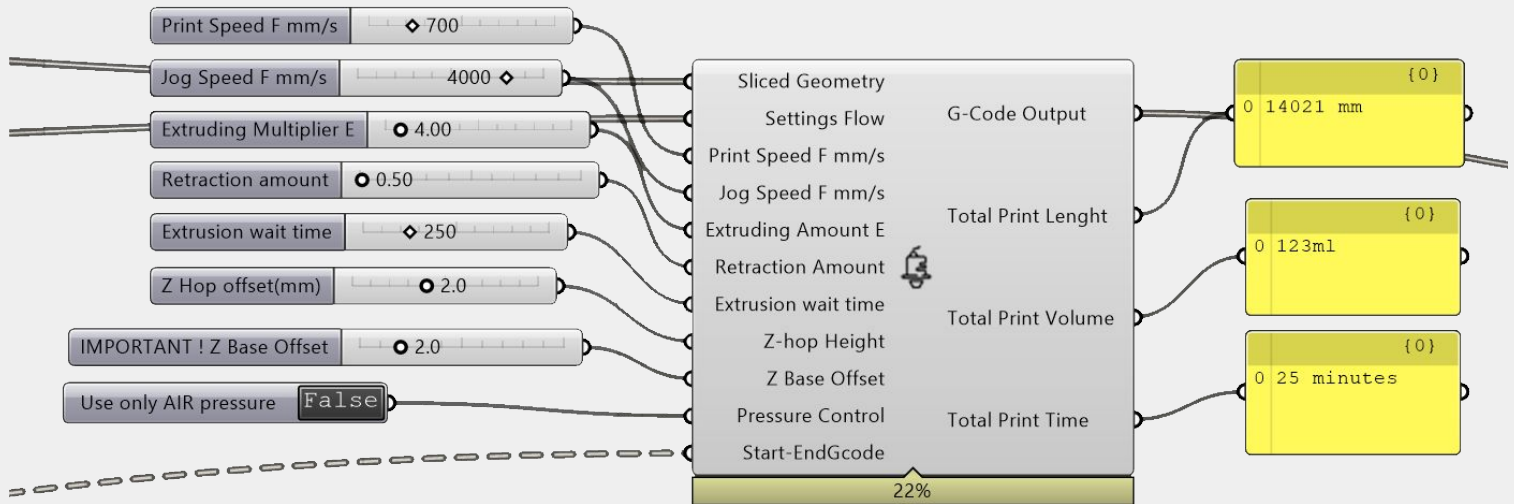 Print Speed F mm/s 700
Jog Speed F mm/s 4000
Extruding Multiplier E 4.00
Retraction amount 0.50
Extrusion wait time 250
Z Hop offset(mm) 2.0
IMPORTANT ! Z Base Offset 2.0
Use only AIR pressure False
Sliced Geometry
Settings Flow
Print Speed F mm/s
Jog Speed F mm/s
Extruding Amount E
Retraction Amount
Extrusion wait time
Z-hop Height
Z Base Offset
Pressure Control
Start-EndGcode
G-Code Output
Total Print Lenght
Total Print Volume
Total Print Time
22%
{0}
0 14021 mm
{0}
0 123ml
{0}
0 25 minutes